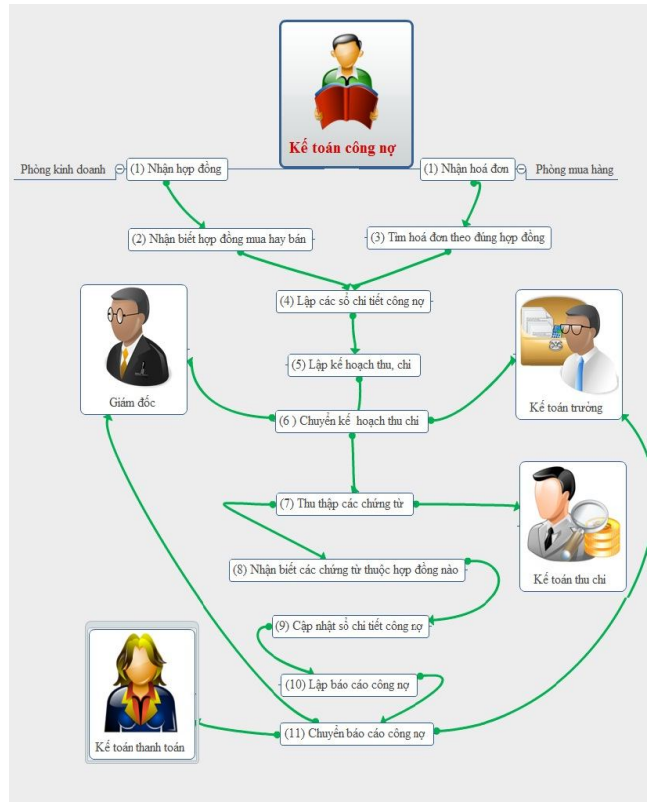 Kế toán công nợ
Phòng kinh doanh
(1) Nhận hợp đồng
(1) Nhận hoá đơn
Phòng mua hàng
(2) Nhận biết hợp đồng mua hay bán
(3) Tìm hoá đơn theo đúng hợp đồng
(4) Lập các sổ chi tiết công nợ
(5) Lập kế hoạch thu, chi
Giám đốc
Kế toán trưởng
(6 ) Chuyển kế hoạch thu chi
(7) Thu thập các chứng từ
(8) Nhận biết các chứng từ thuộc hợp đồng nào
Kế toán thu chi
(9) Cập nhật sổ chi tiết công nợ
(10) Lập báo cáo công nợ
(11) Chuyển báo cáo công nợ
Kế toán thanh toán